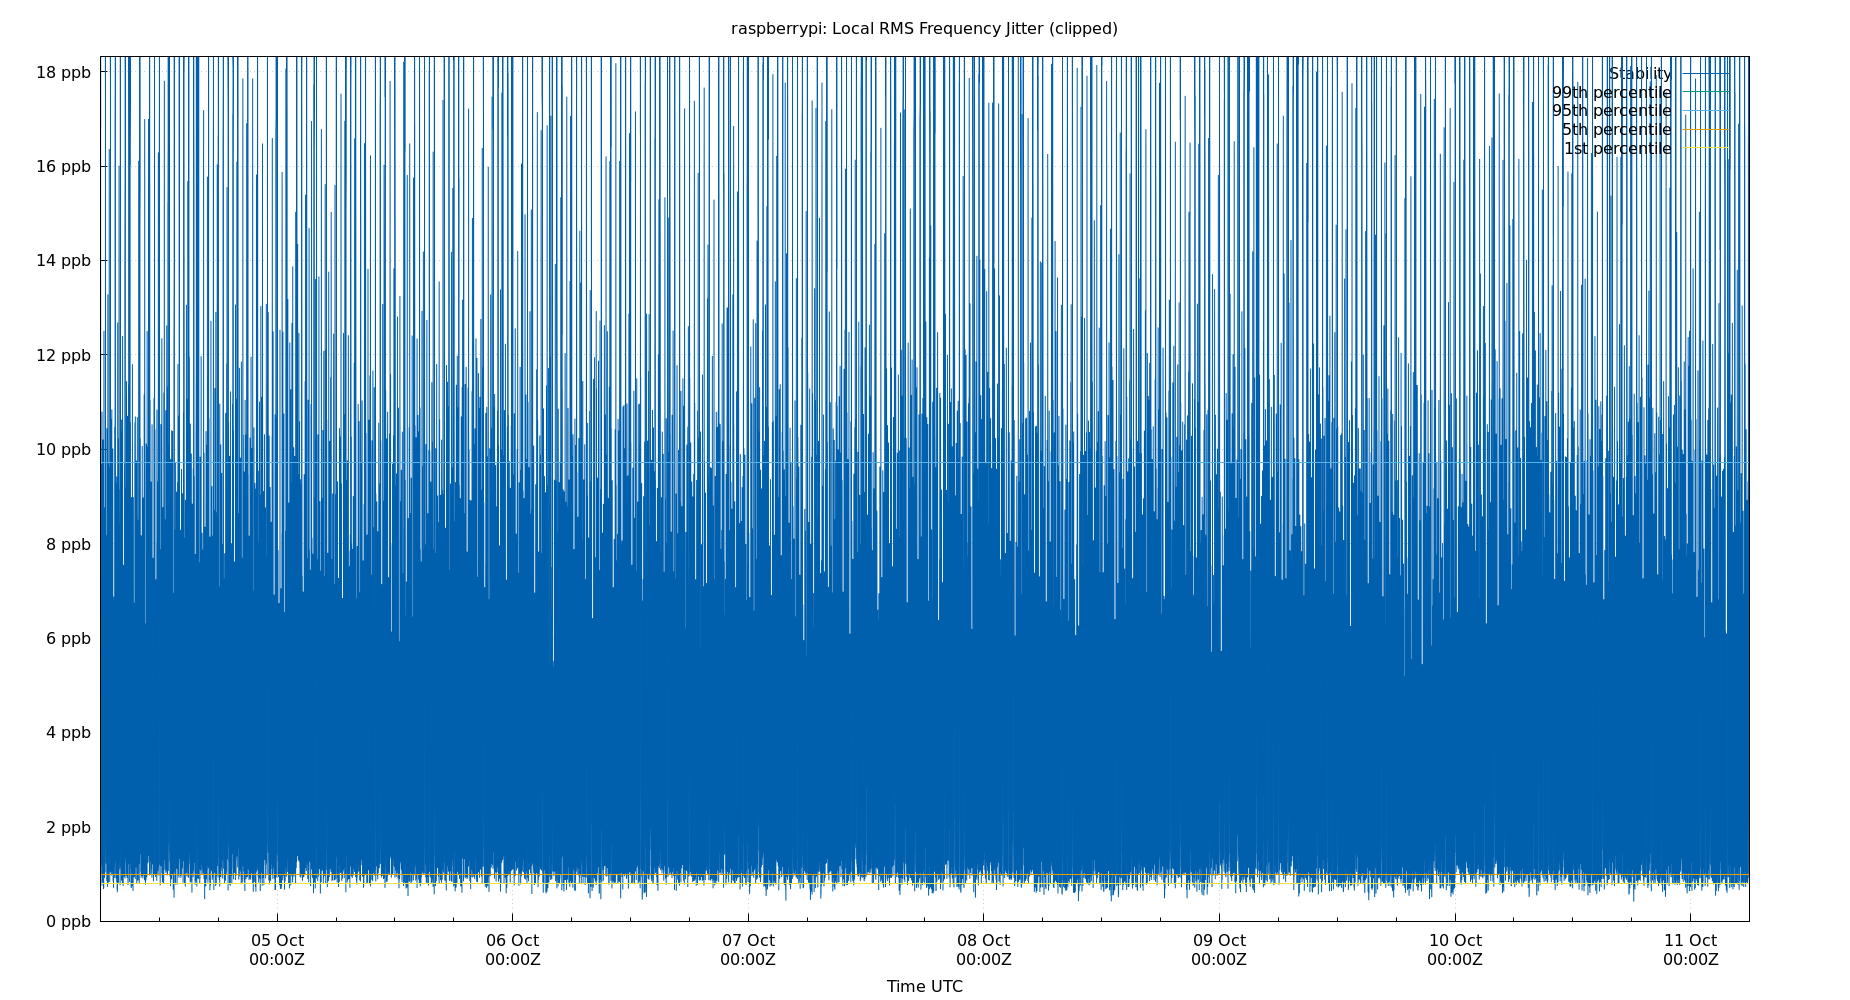 raspberrypi: Local RMS Frequency Jitter (clipped)
18 ppb
16 ppb
14 ppb
12 ppb
10 ppb
8 ppb
6 ppb
4 ppb
2 ppb
0 ppb
Stability
99th percentile
95th percentile
5th percentile
1st percentile
05 Oct
00:00Z
06 Oct
00:00Z
07 Oct
00:00Z
08 Oct
00:00Z
09 Oct
00:00Z
10 Oct
00:00Z
11 Oct
00:00Z
Time UTC